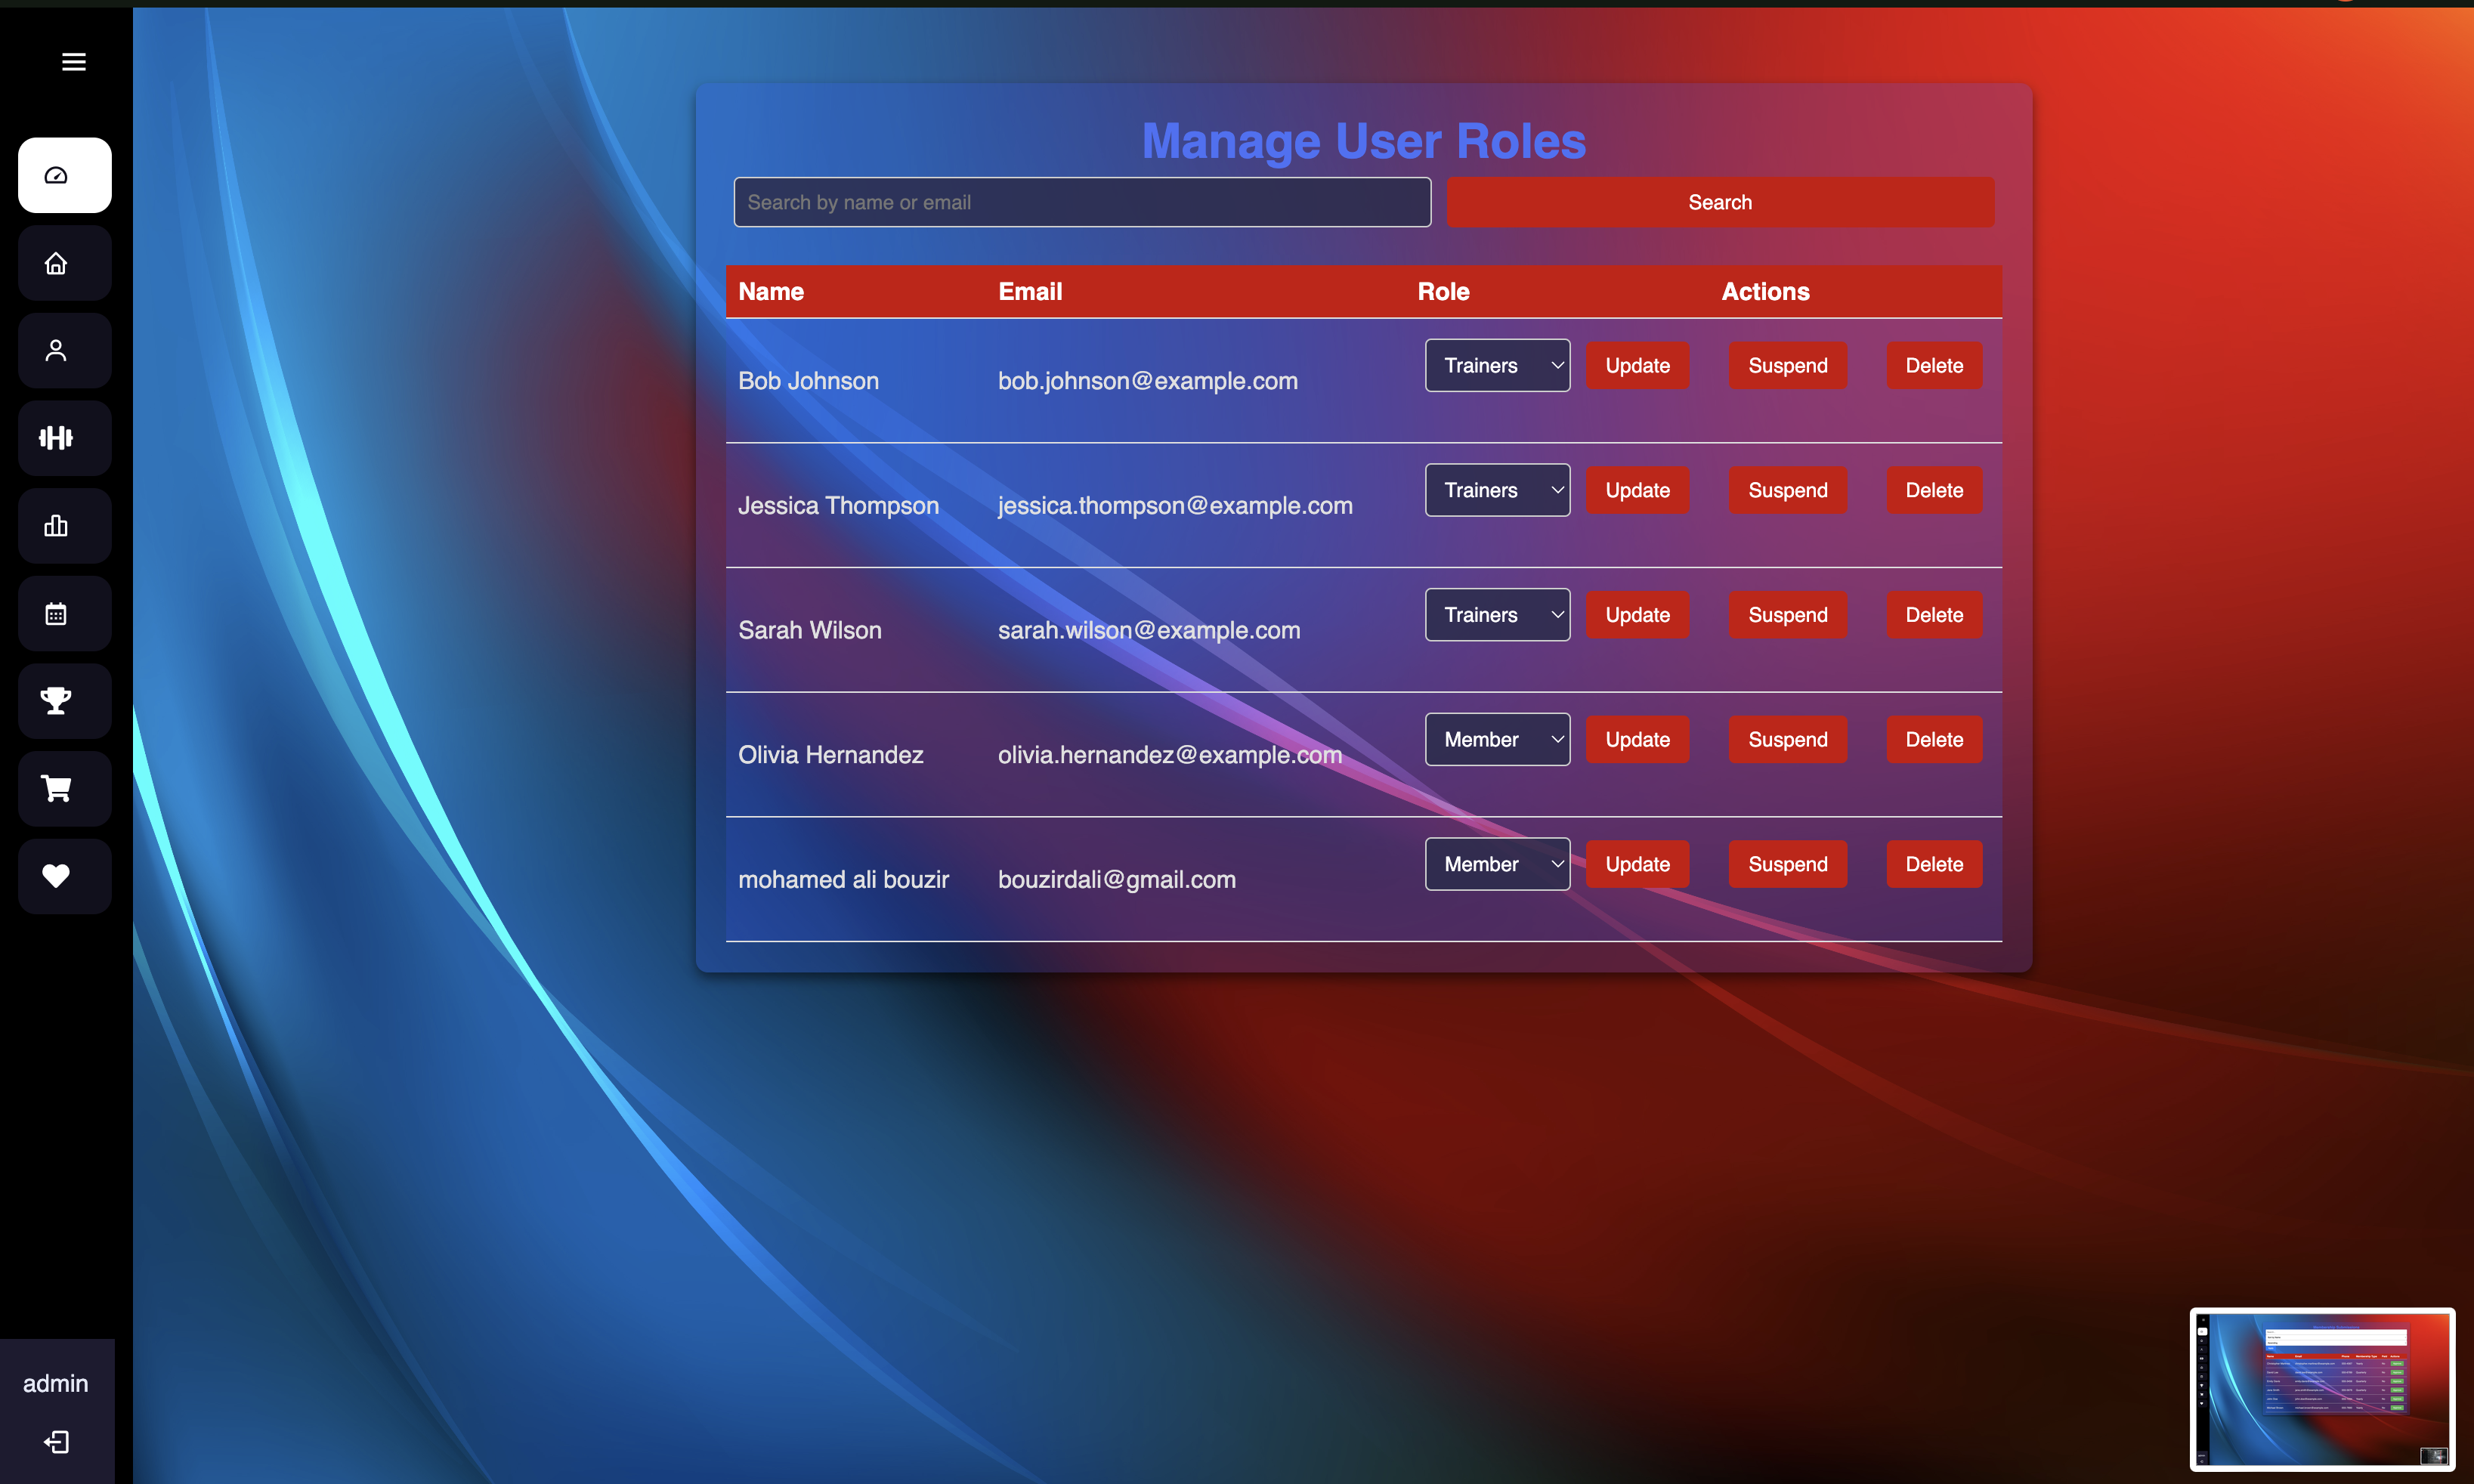 Manage User Roles
Search by name or email Search
Name Email Role Actions
Bob Johnson bob.johnson@example.com Trainers Update Suspend Delete
Jessica Thompson jessica.thompson@example.com Trainers Update Suspend Delete
Sarah Wilson sarah.wilson@example.com Trainers Update Suspend Delete
Olivia Hernandez olivia.hernandez@example.com Member Update Suspend Delete
mohamed ali bouzir bouzirdali@gmail.com Member Update Suspend Delete
admin